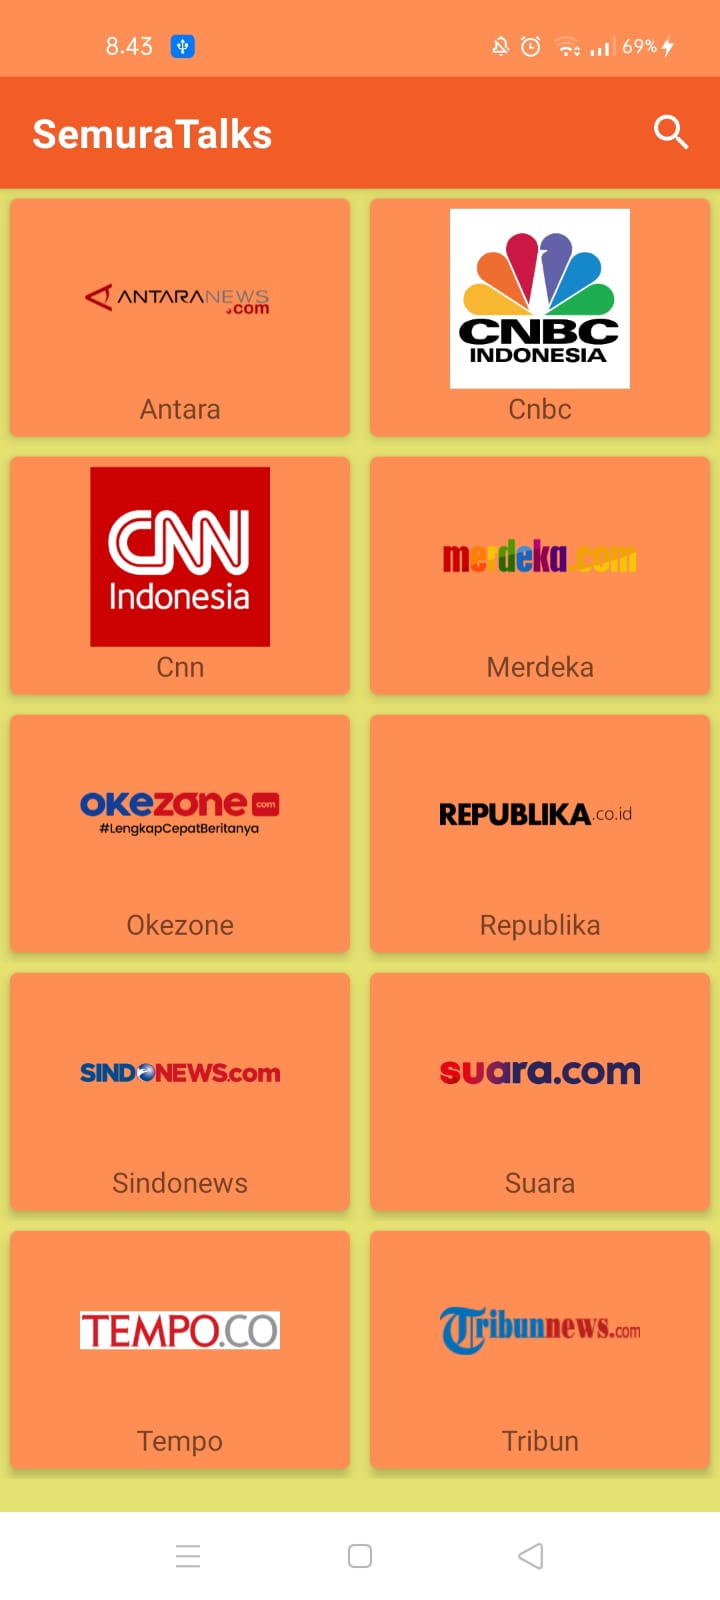 8.43
69%
SemuraTalks
ANTARANEWS
.com
Antara
CNBC
INDONESIA
Cnbc
CNN
Indonesia
Cnn
merdeka.com
Merdeka
OKEZONE com
#LengkapCepatBeritanya
Okezone
REPUBLIKA.co.id
Republika
SINDONEWS.com
Sindonews
suara.com
Suara
TEMPO.CO
Tempo
Tribunnews.com
Tribun